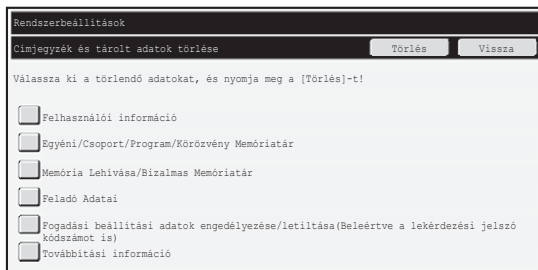 Rendszerbeállítások
Címjegyzék és tárolt adatok törlése Törlés Vissza
Válassza ki a törlendő adatokat, és nyomja meg a [Törlés]-t!
Felhasználói információ
Egyéni/Csoport/Program/Körözvény Memóriatár
Memória Lehívása/Bizalmas Memóriatár
Feladó Adatai
Fogadási beállítási adatok engedélyezése/letiltása(Beleértve a lekérdezési jelszó
kódszámot is)
Továbbítási információ